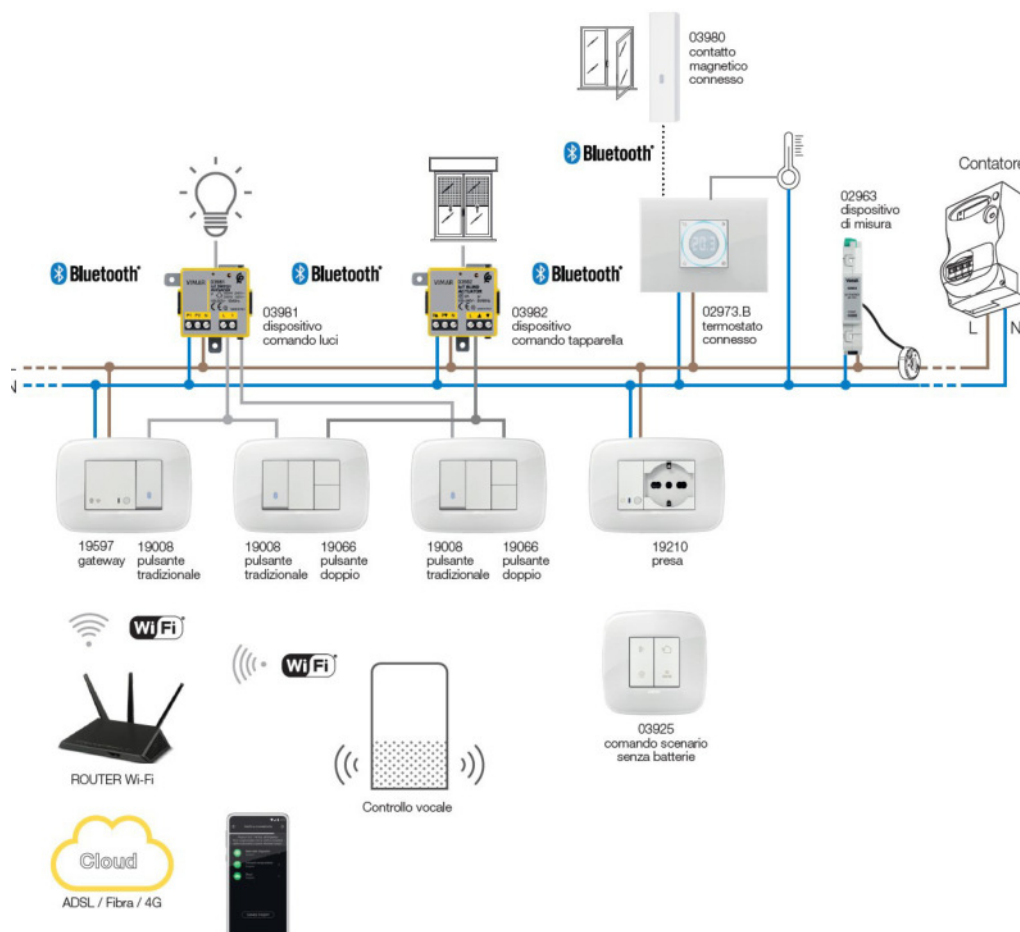 03980
contatto
magnetico
connesso
Bluetooth
Contatore
02963
dispositivo
di misura
Bluetooth
Bluetooth
Bluetooth
VIMAR
03981
dispositivo
comando luci
VIMAR
03982
dispositivo
comando tapparella
20.3
02973.B
termostato
connesso
L
N
19597
gateway
19008
pulsante
tradizionale
19008
pulsante
tradizionale
19066
pulsante
doppio
19008
pulsante
tradizionale
19066
pulsante
doppio
19210
presa
WiFi
WiFi
ROUTER Wi-Fi
Controllo vocale
03925
comando scenario
senza batterie
Cloud
ADSL / Fibra / 4G